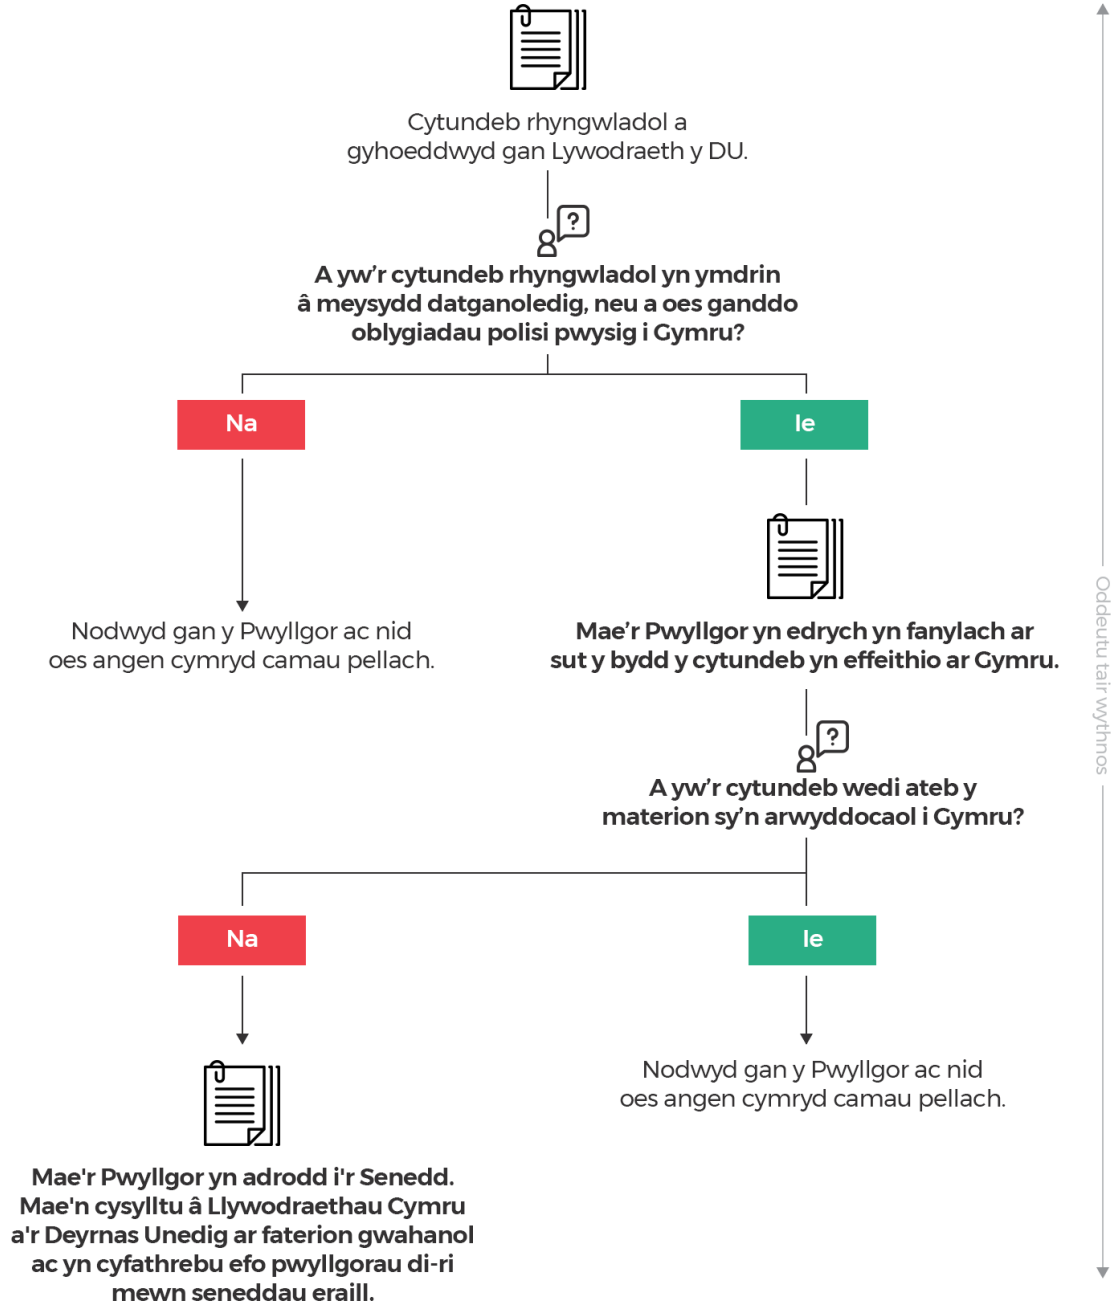 Cytundeb rhyngwladol a
gyhoeddwyd gan Lywodraeth y DU.
A yw’r cytundeb rhyngwladol yn ymdrin
â meysydd datganoledig, neu a oes ganddo
oblygiadau polisi pwysig i Gymru?
Na
Ie
Nodwyd gan y Pwyllgor ac nid
oes angen cymryd camau pellach.
Mae’r Pwyllgor yn edrych yn fanylach ar
sut y bydd y cytundeb yn effeithio ar Gymru.
A yw’r cytundeb wedi ateb y
materion sy’n arwyddocaol i Gymru?
Na
Ie
Mae'r Pwyllgor yn adrodd i'r Senedd.
Mae'n cysylltu â Llywodraethau Cymru
a'r Deyrnas Unedig ar faterion gwahanol
ac yn cyfathrebu efo pwyllgorau di-ri
mewn seneddau eraill.
Nodwyd gan y Pwyllgor ac nid
oes angen cymryd camau pellach.
Oddeutu tair wythnos